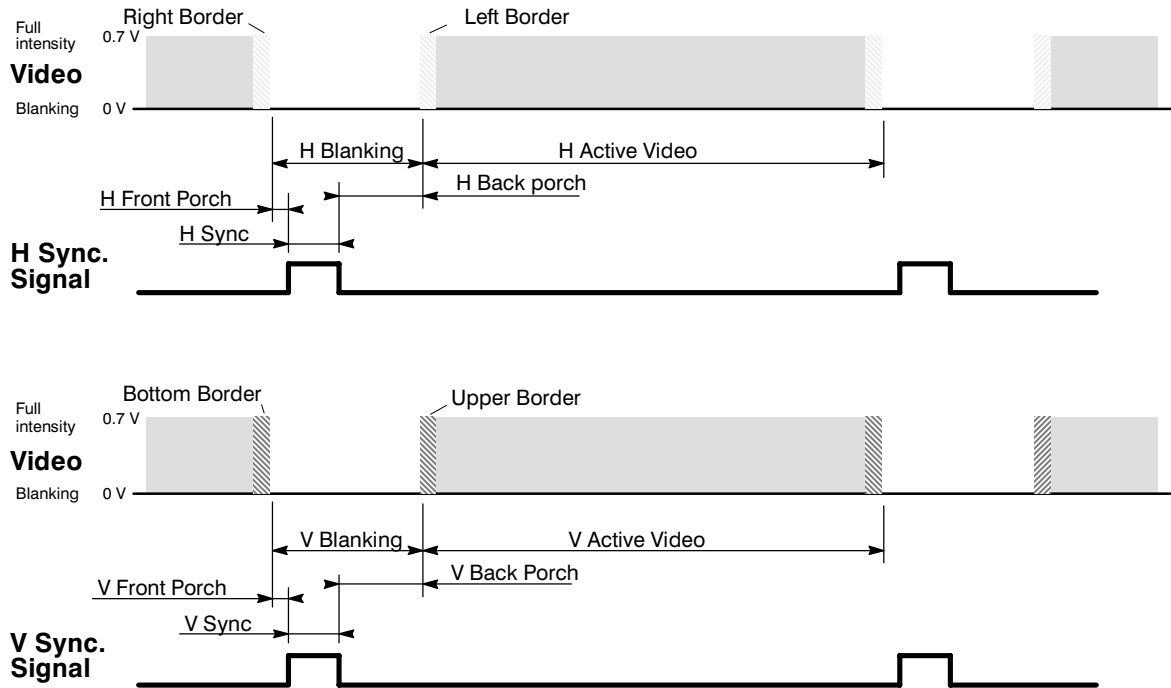 Right Border
Left Border
Full
intensity
0.7 V
Video
Blanking
0 V
H Blanking
H Active Video
H Back porch
H Front Porch
H Sync
H Sync.
Signal
Bottom Border
Upper Border
Full
intensity
0.7 V
Video
Blanking
0 V
V Blanking
V Active Video
V Back Porch
V Front Porch
V Sync
V Sync.
Signal